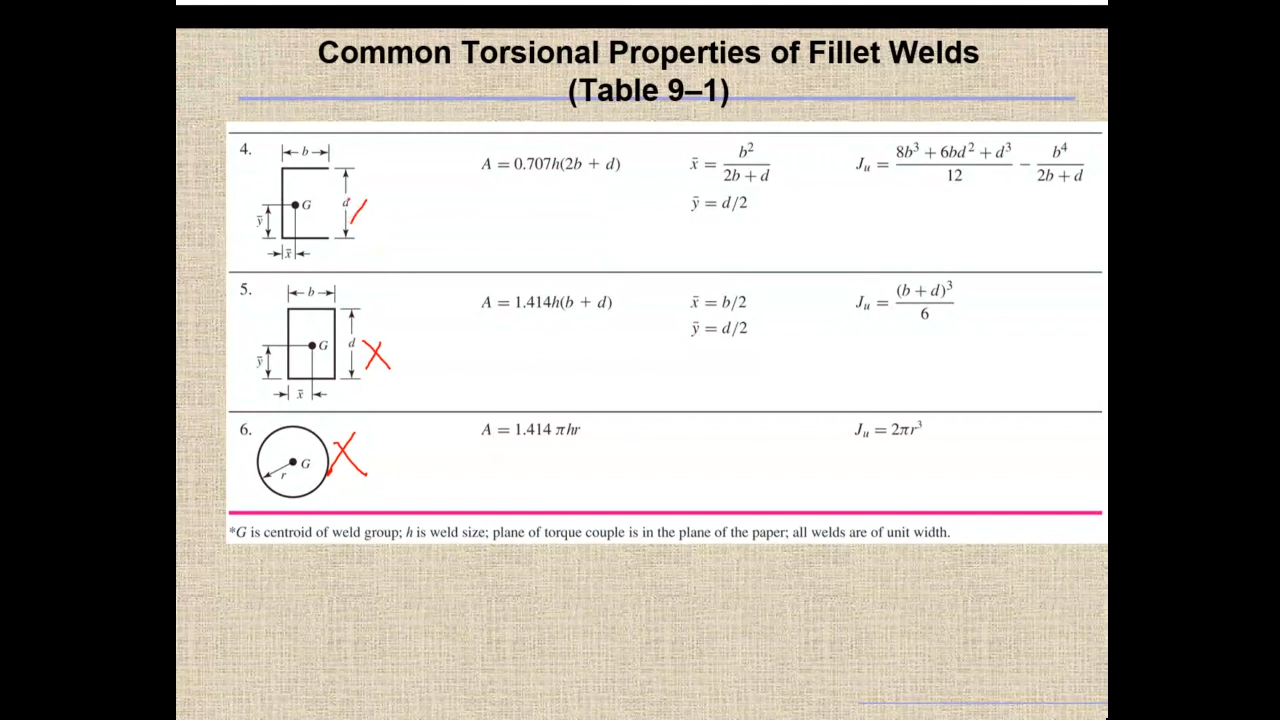 Common Torsional Properties of Fillet Welds
(Table 9–1)
4.
b
d
G
ȳ
x̄
A = 0.707h(2b + d)
x̄ = b²/(2b + d)
ȳ = d/2
Jᵤ = (8b³ + 6bd² + d³)/12 − b⁴/(2b + d)
5.
b
d
G
ȳ
x̄
A = 1.414h(b + d)
x̄ = b/2
ȳ = d/2
Jᵤ = (b + d)³/6
6.
G
r
A = 1.414 πhr
Jᵤ = 2πr³
*G is centroid of weld group; h is weld size; plane of torque couple is in the plane of the paper; all welds are of unit width.